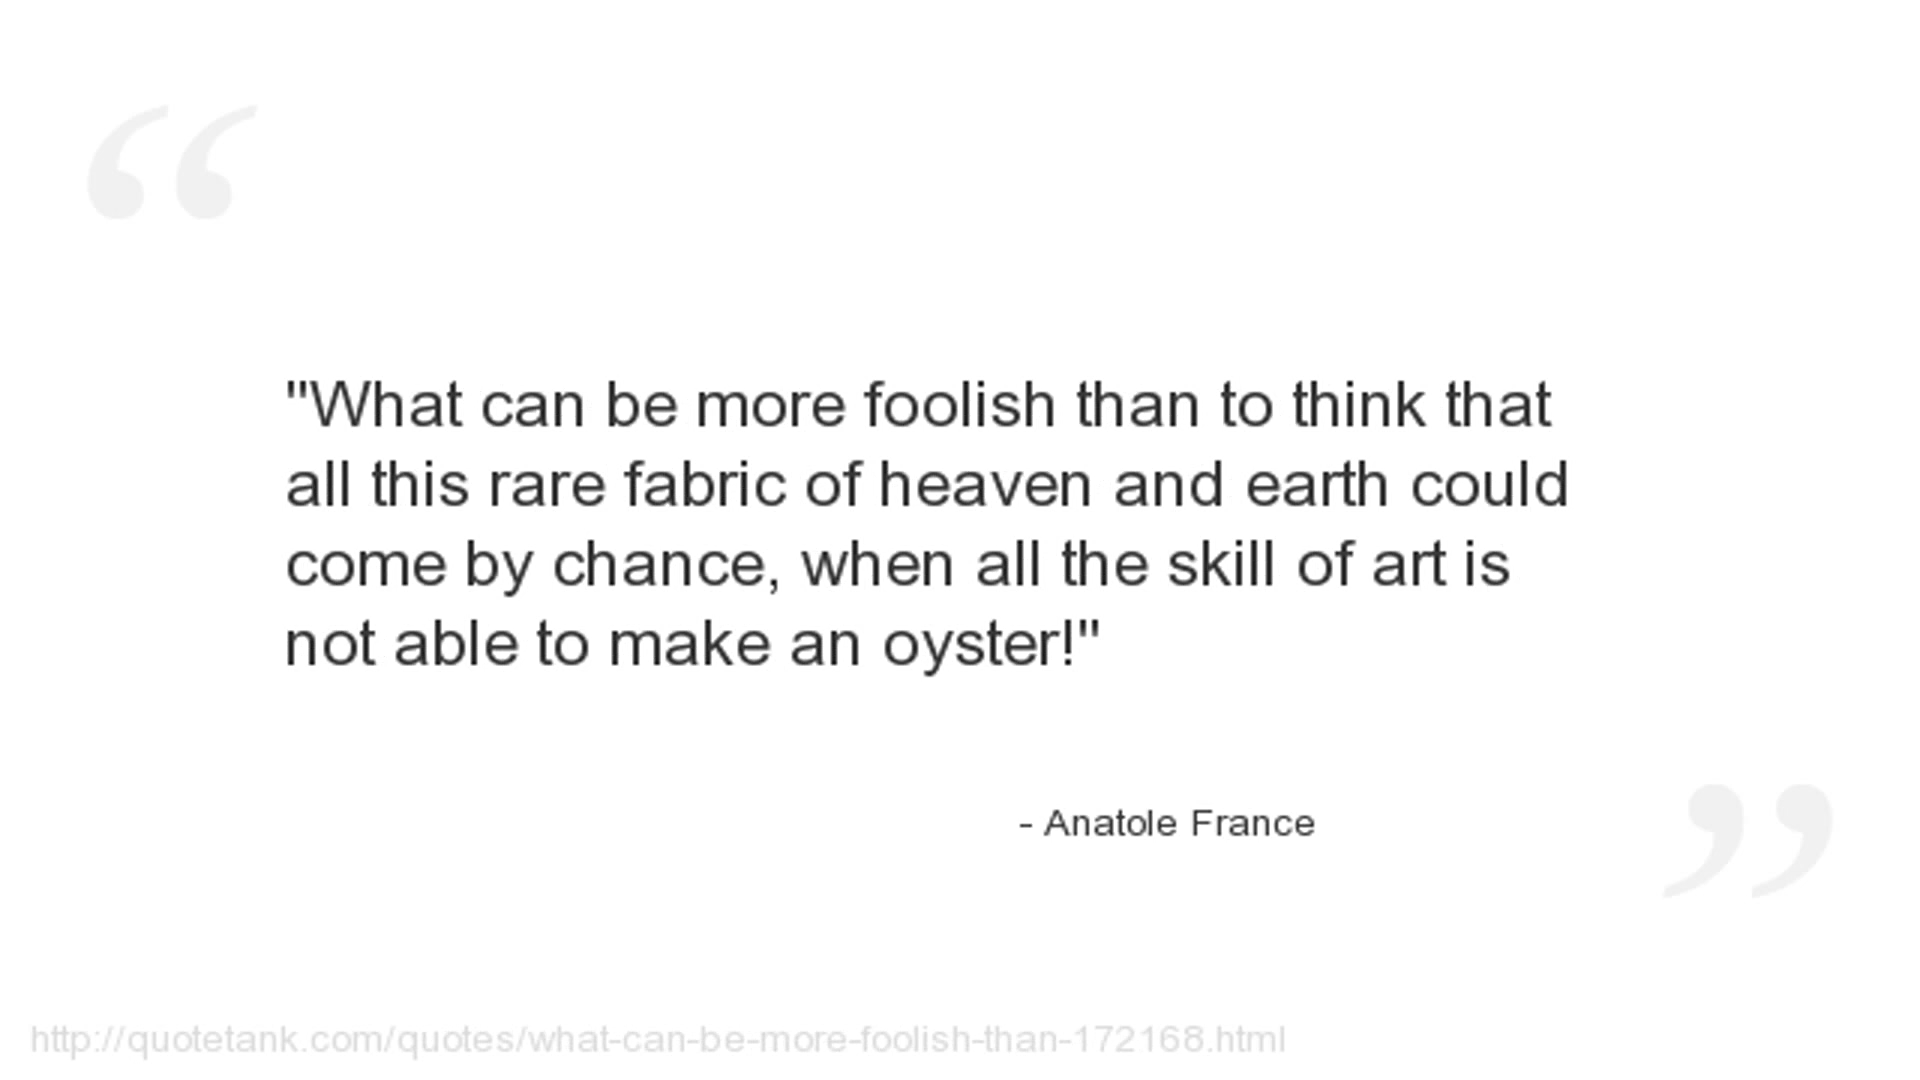 "What can be more foolish than to think that
all this rare fabric of heaven and earth could
come by chance, when all the skill of art is
not able to make an oyster!"
- Anatole France
http://quotetank.com/quotes/what-can-be-more-foolish-than-172168.html